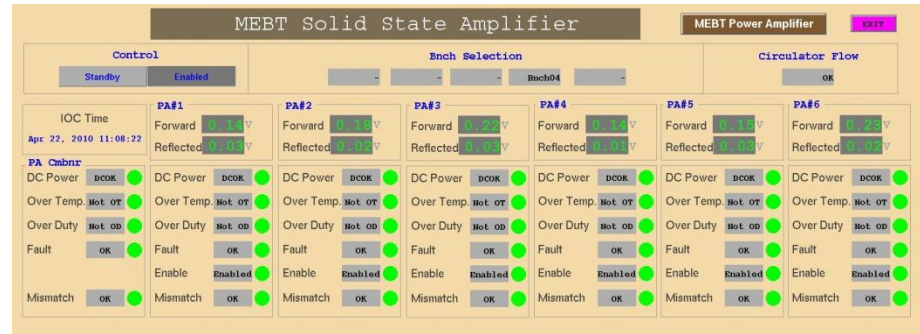 MEBT Solid State Amplifier
MEBT Power Amplifier
EXIT
Control
Standby Enabled
Bnch Selection
- - - Bnch04 -
Circulator Flow
OK
IOC Time
Apr 22, 2010 11:08:22
PA#1 PA#2 PA#3 PA#4 PA#5 PA#6
Forward 0.14 V Forward 0.18 V Forward 0.22 V Forward 0.14 V Forward 0.15 V Forward 0.23 V
Reflected 0.03 V Reflected 0.02 V Reflected 0.03 V Reflected 0.01 V Reflected 0.03 V Reflected 0.02 V
PA Cmbnr
DC Power DCOK DC Power DCOK DC Power DCOK DC Power DCOK DC Power DCOK DC Power DCOK DC Power DCOK
Over Temp. Not OT Over Temp. Not OT Over Temp. Not OT Over Temp. Not OT Over Temp. Not OT Over Temp. Not OT Over Temp. Not OT
Over Duty Not OD Over Duty Not OD Over Duty Not OD Over Duty Not OD Over Duty Not OD Over Duty Not OD Over Duty Not OD
Fault OK Fault OK Fault OK Fault OK Fault OK Fault OK Fault OK
Enable Enabled Enable Enabled Enable Enabled Enable Enabled Enable Enabled Enable Enabled
Mismatch OK Mismatch OK Mismatch OK Mismatch OK Mismatch OK Mismatch OK Mismatch OK